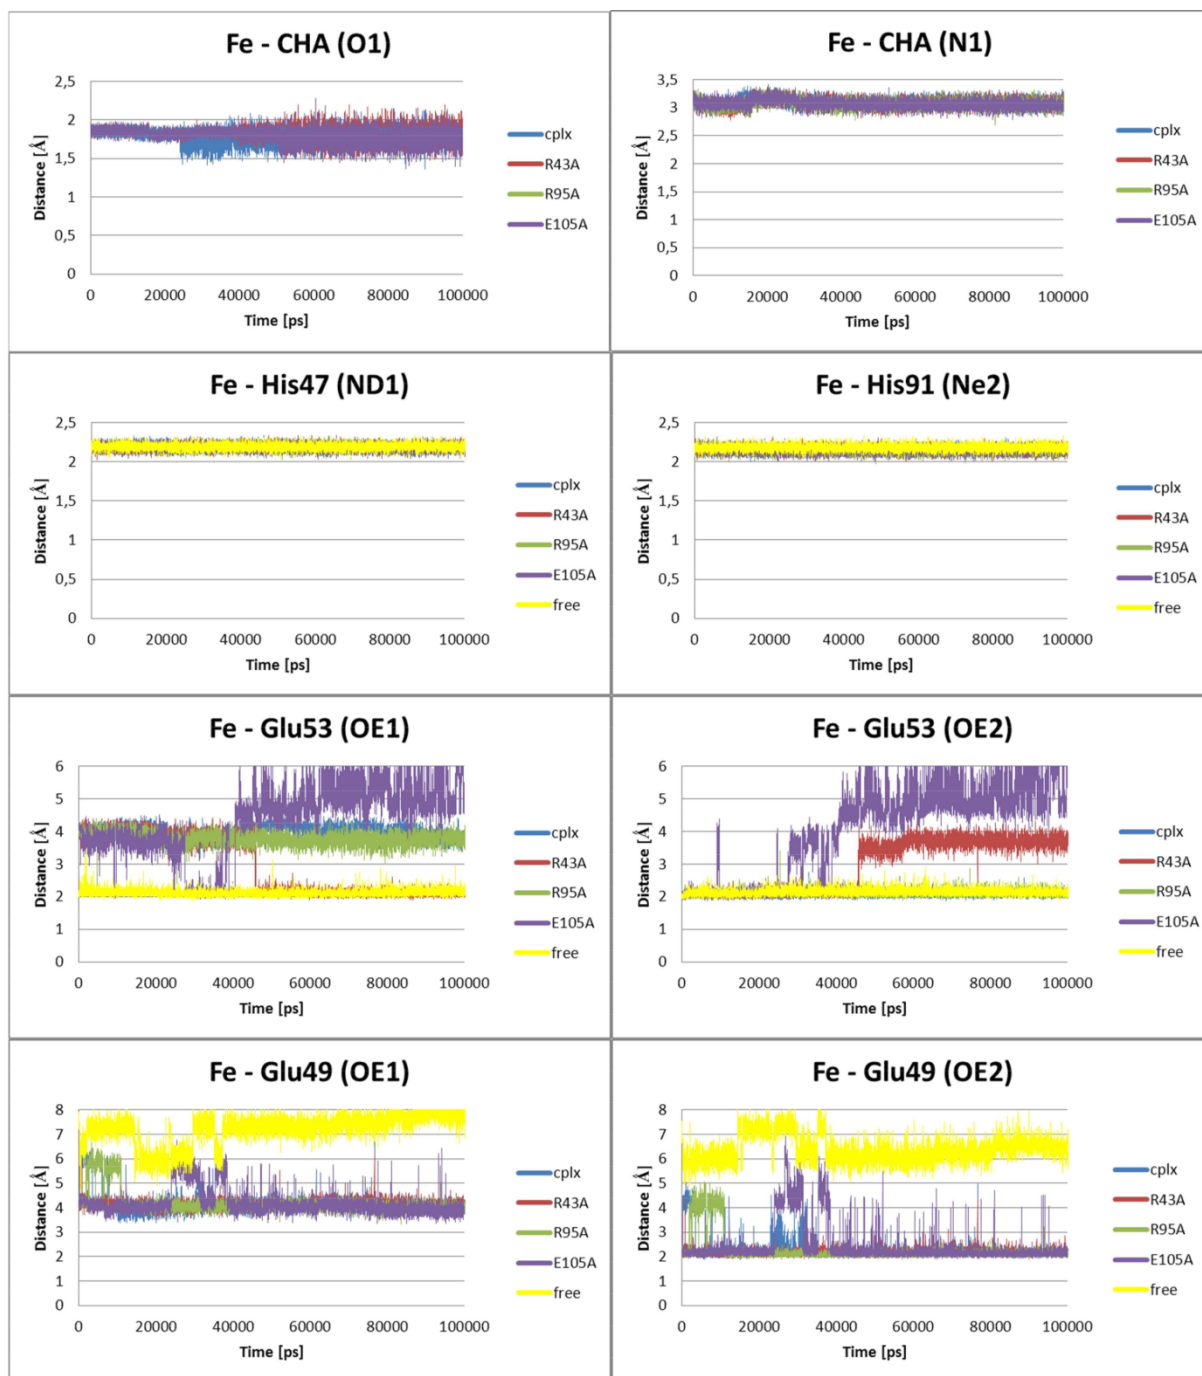 Fe - CHA (O1)
2,5
2
1,5
1
0,5
0
Distance [Å]
0 20000 40000 60000 80000 100000
Time [ps]
cplx
R43A
R95A
E105A
Fe - CHA (N1)
3,5
3
2,5
2
1,5
1
0,5
0
Distance [Å]
0 20000 40000 60000 80000 100000
Time [ps]
cplx
R43A
R95A
E105A
Fe - His47 (ND1)
2,5
2
1,5
1
0,5
0
Distance [Å]
0 20000 40000 60000 80000 100000
Time [ps]
cplx
R43A
R95A
E105A
free
Fe - His91 (Ne2)
2,5
2
1,5
1
0,5
0
Distance [Å]
0 20000 40000 60000 80000 100000
Time [ps]
cplx
R43A
R95A
E105A
free
Fe - Glu53 (OE1)
6
5
4
3
2
1
0
Distance [Å]
0 20000 40000 60000 80000 100000
Time [ps]
cplx
R43A
R95A
E105A
free
Fe - Glu53 (OE2)
6
5
4
3
2
1
0
Distance [Å]
0 20000 40000 60000 80000 100000
Time [ps]
cplx
R43A
R95A
E105A
free
Fe - Glu49 (OE1)
8
7
6
5
4
3
2
1
0
Distance [Å]
0 20000 40000 60000 80000 100000
Time [ps]
cplx
R43A
R95A
E105A
free
Fe - Glu49 (OE2)
8
7
6
5
4
3
2
1
0
Distance [Å]
0 20000 40000 60000 80000 100000
Time [ps]
cplx
R43A
R95A
E105A
free